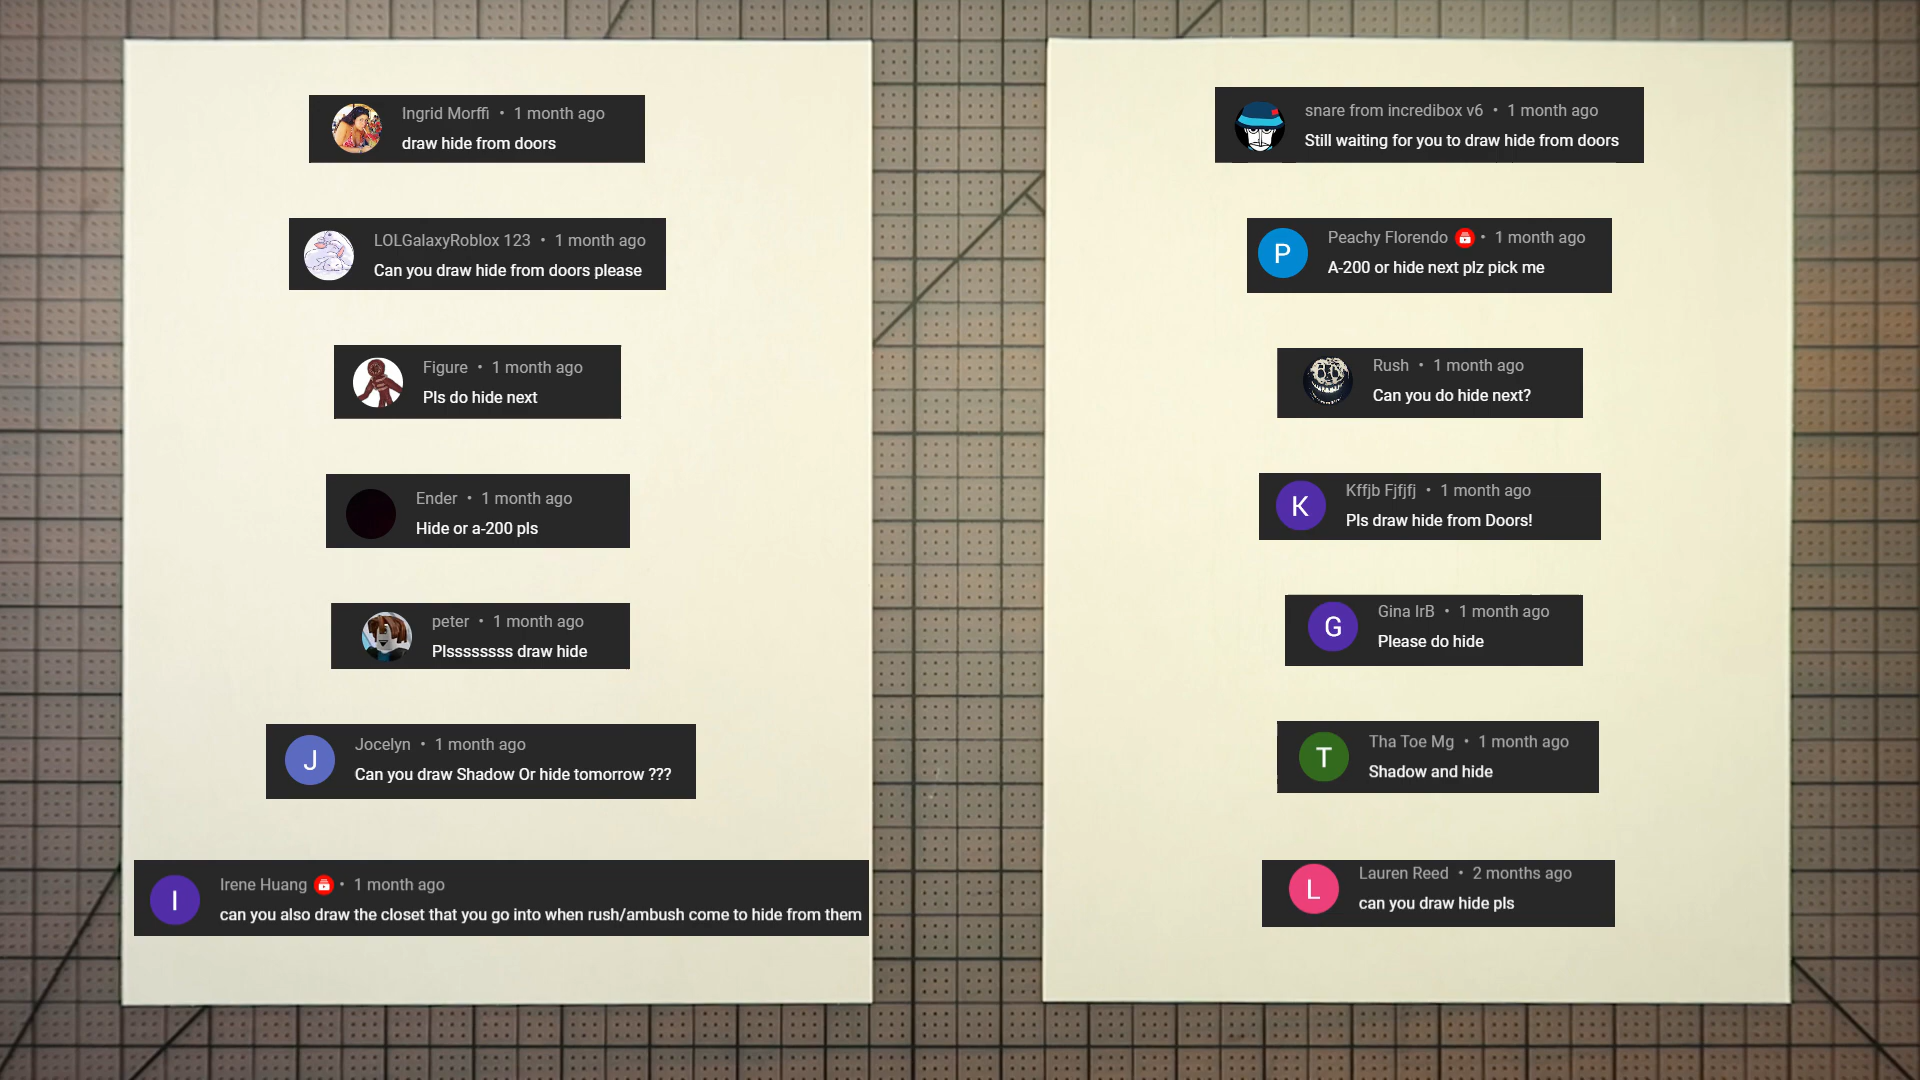 Ingrid Morffi • 1 month ago
draw hide from doors
LOLGalaxyRoblox 123 • 1 month ago
Can you draw hide from doors please
Figure • 1 month ago
Pls do hide next
Ender • 1 month ago
Hide or a-200 pls
peter • 1 month ago
Plssssssss draw hide
J
Jocelyn • 1 month ago
Can you draw Shadow Or hide tomorrow ???
I
Irene Huang • 1 month ago
can you also draw the closet that you go into when rush/ambush come to hide from them
snare from incredibox v6 • 1 month ago
Still waiting for you to draw hide from doors
P
Peachy Florendo • 1 month ago
A-200 or hide next plz pick me
Rush • 1 month ago
Can you do hide next?
K
Kffjb Fjfjfj • 1 month ago
Pls draw hide from Doors!
G
Gina IrB • 1 month ago
Please do hide
T
Tha Toe Mg • 1 month ago
Shadow and hide
L
Lauren Reed • 2 months ago
can you draw hide pls